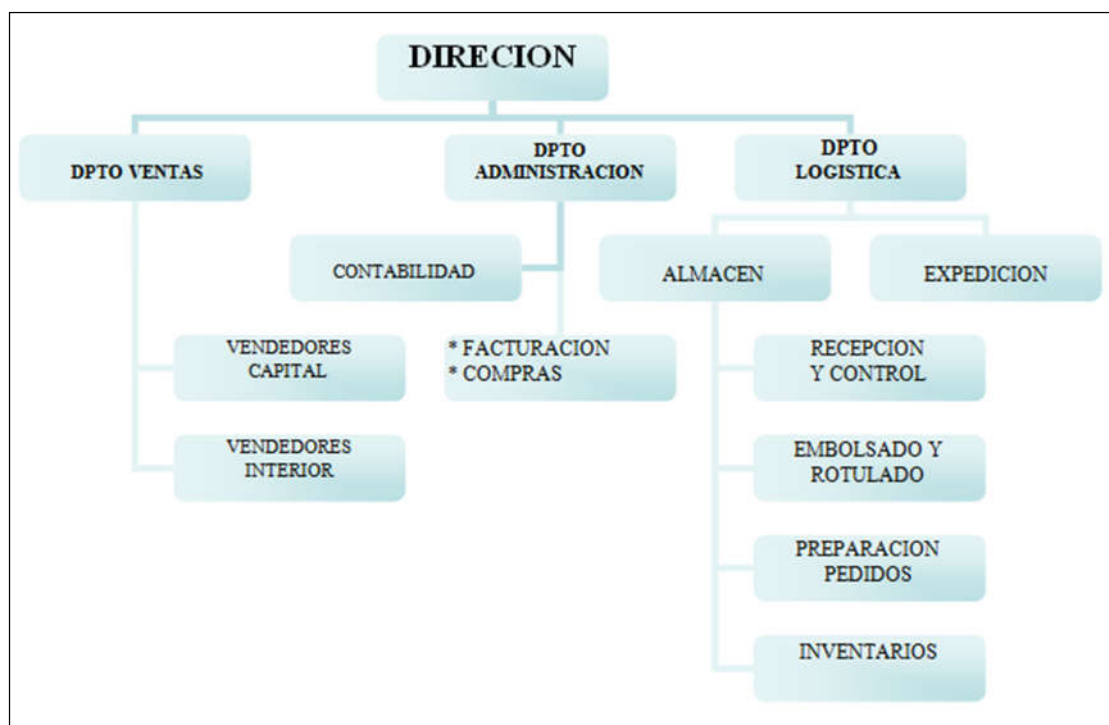 DIRECION
DPTO VENTAS
DPTO
ADMINISTRACION
DPTO
LOGISTICA
CONTABILIDAD
ALMACEN
EXPEDICION
VENDEDORES
CAPITAL
* FACTURACION
* COMPRAS
RECEPCION
Y CONTROL
VENDEDORES
INTERIOR
EMBOLSADO Y
ROTULADO
PREPARACION
PEDIDOS
INVENTARIOS